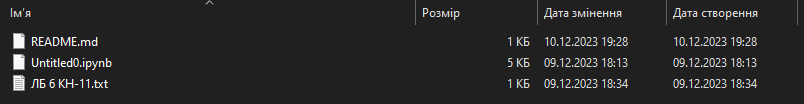 Ім'я Розмір Дата змінення Дата створення
README.md 1 КБ 10.12.2023 19:28 10.12.2023 19:28
Untitled0.ipynb 5 КБ 09.12.2023 18:13 09.12.2023 18:13
ЛБ 6 КН-11.txt 1 КБ 09.12.2023 18:34 09.12.2023 18:34